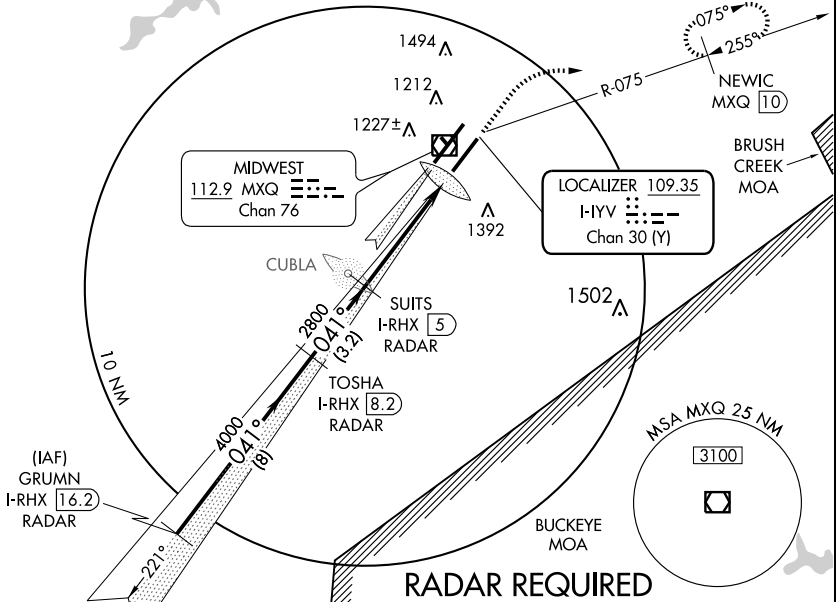 075°
255°
1494
R-075
NEWIC
MXQ 10
1212
1227±
BRUSH
CREEK
MOA
MIDWEST
112.9 MXQ
Chan 76
LOCALIZER 109.35
I-IYV
Chan 30 (Y)
1392
CUBLA
SUITS
I-RHX 5
RADAR
1502
2800
041°
(3.2)
10 NM
TOSHA
I-RHX 8.2
RADAR
4000
041°
(8)
(IAF)
GRUMN
I-RHX 16.2
RADAR
221°
MSA MXQ 25 NM
3100
BUCKEYE
MOA
RADAR REQUIRED